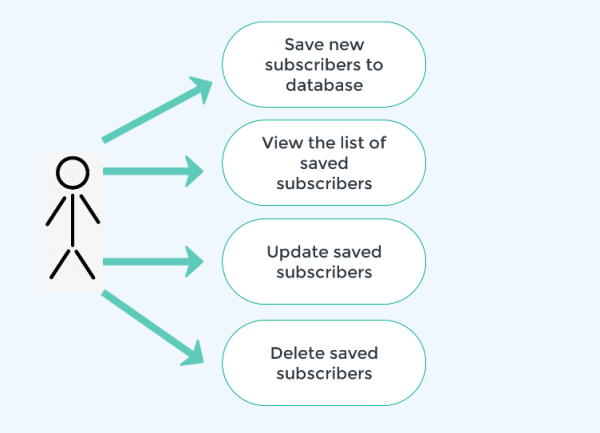 Save new
subscribers to
database
View the list of
saved
subscribers
Update saved
subscribers
Delete saved
subscribers